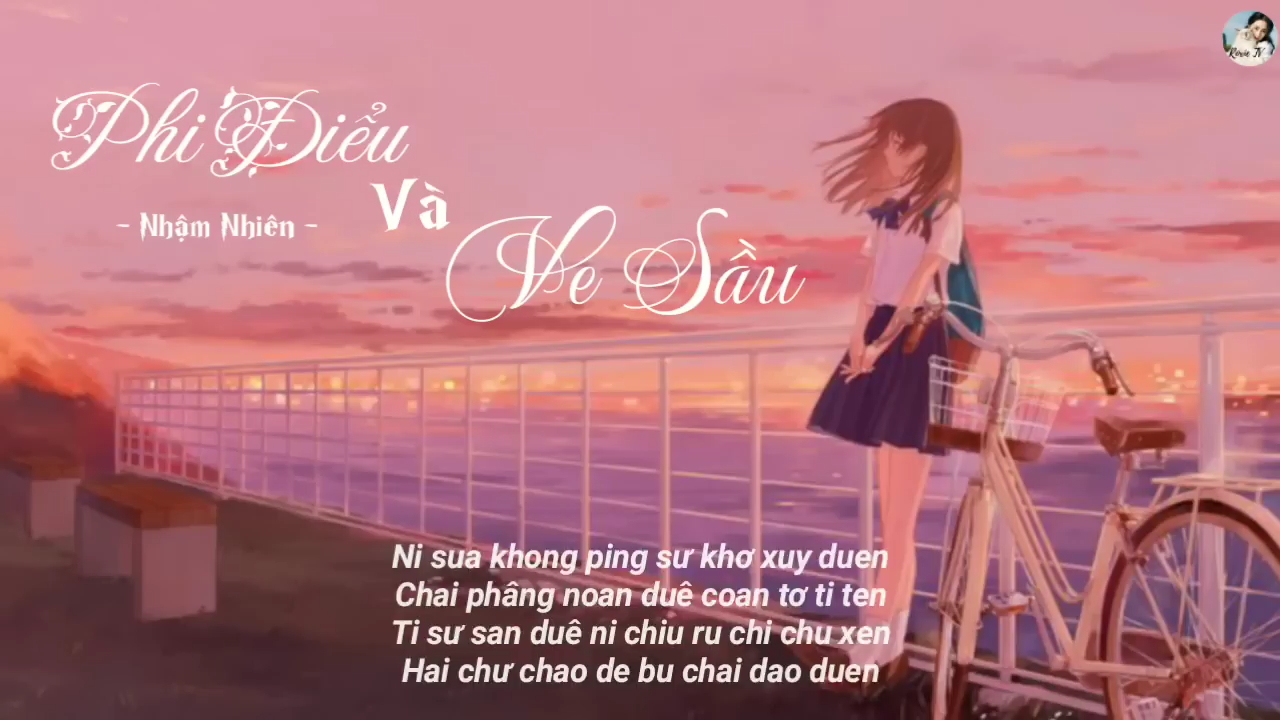 Phi Điểu
Và
- Nhậm Nhiên -
Ve Sầu
Ni sua khong ping sư khơ xuy duen
Chai phâng noan duê coan tơ ti ten
Ti sư san duê ni chiu ru chi chu xen
Hai chư chao de bu chai dao duen